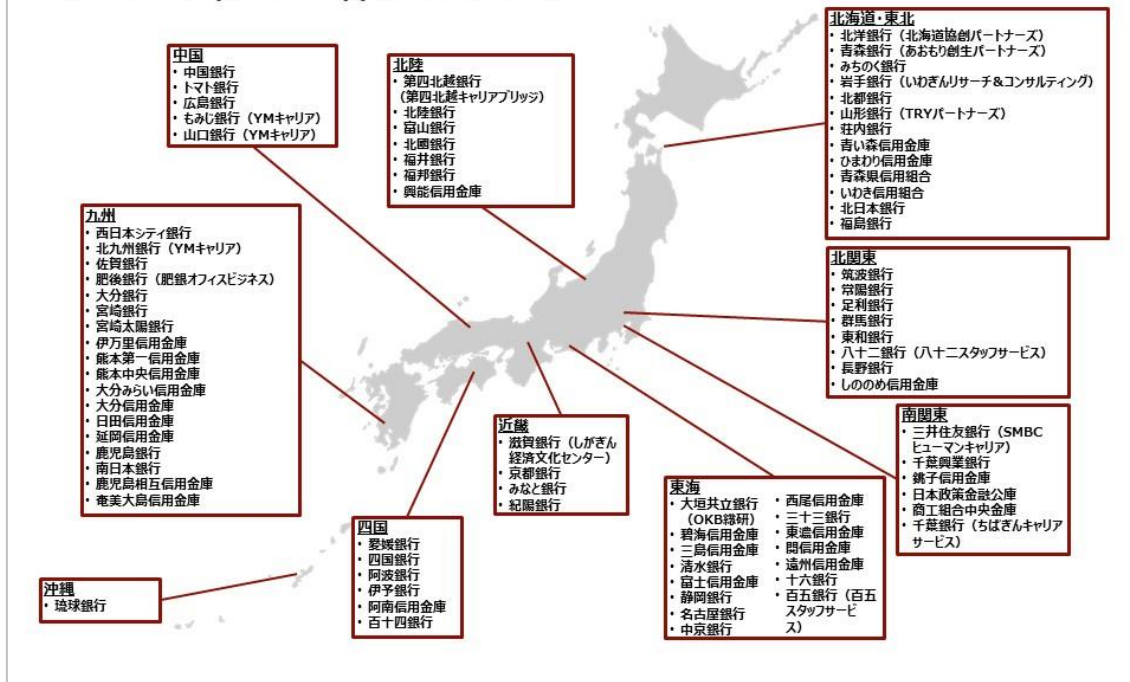 北海道・東北
・ 北洋銀行（北海道協創パートナーズ）
・ 青森銀行（あおもり創生パートナーズ）
・ みちのく銀行
・ 岩手銀行（いわぎんリサーチ&コンサルティング）
・ 北都銀行
・ 山形銀行（TRYパートナーズ）
・ 荘内銀行
・ 青い森信用金庫
・ ひまわり信用金庫
・ 青森県信用組合
・ いわき信用組合
・ 北日本銀行
・ 福島銀行
中国
・ 中国銀行
・ トマト銀行
・ 広島銀行
・ もみじ銀行（YMキャリア）
・ 山口銀行（YMキャリア）
北陸
・ 第四北越銀行
（第四北越キャリアブリッジ）
・ 北陸銀行
・ 富山銀行
・ 北國銀行
・ 福井銀行
・ 福邦銀行
・ 興能信用金庫
九州
・ 西日本シティ銀行
・ 北九州銀行（YMキャリア）
・ 佐賀銀行
・ 肥後銀行（肥銀オフィスビジネス）
・ 大分銀行
・ 宮崎銀行
・ 宮崎太陽銀行
・ 伊万里信用金庫
・ 熊本第一信用金庫
・ 熊本中央信用金庫
・ 大分みらい信用金庫
・ 大分信用金庫
・ 日田信用金庫
・ 延岡信用金庫
・ 鹿児島銀行
・ 南日本銀行
・ 鹿児島相互信用金庫
・ 奄美大島信用金庫
北関東
・ 筑波銀行
・ 常陽銀行
・ 足利銀行
・ 群馬銀行
・ 東和銀行
・ 八十二銀行（八十二スタッフサービス）
・ 長野銀行
・ しののめ信用金庫
南関東
・ 三井住友銀行（SMBC
ヒューマンキャリア）
・ 千葉興業銀行
・ 銚子信用金庫
・ 日本政策金融公庫
・ 商工組合中央金庫
・ 千葉銀行（ちばぎんキャリア
サービス）
近畿
・ 滋賀銀行（しがぎん
経済文化センター）
・ 京都銀行
・ みなと銀行
・ 紀陽銀行
東海
・ 大垣共立銀行
（OKB総研）
・ 碧海信用金庫
・ 三島信用金庫
・ 清水銀行
・ 富士信用金庫
・ 静岡銀行
・ 名古屋銀行
・ 中京銀行
・ 西尾信用金庫
・ 三十三銀行
・ 東濃信用金庫
・ 関信用金庫
・ 遠州信用金庫
・ 十六銀行
・ 百五銀行（百五
スタッフサービ
ス）
四国
・ 愛媛銀行
・ 四国銀行
・ 阿波銀行
・ 伊予銀行
・ 阿南信用金庫
・ 百十四銀行
沖縄
・ 琉球銀行